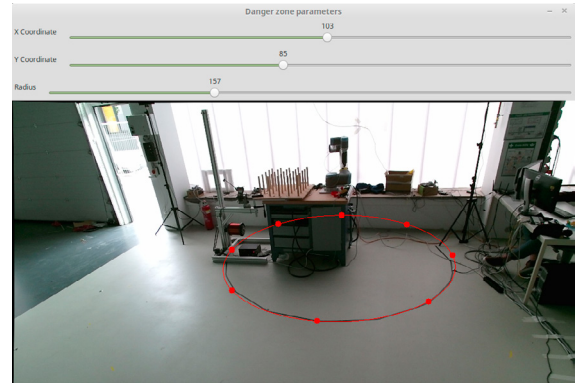 Danger zone parameters
103
X Coordinate
85
Y Coordinate
157
Radius